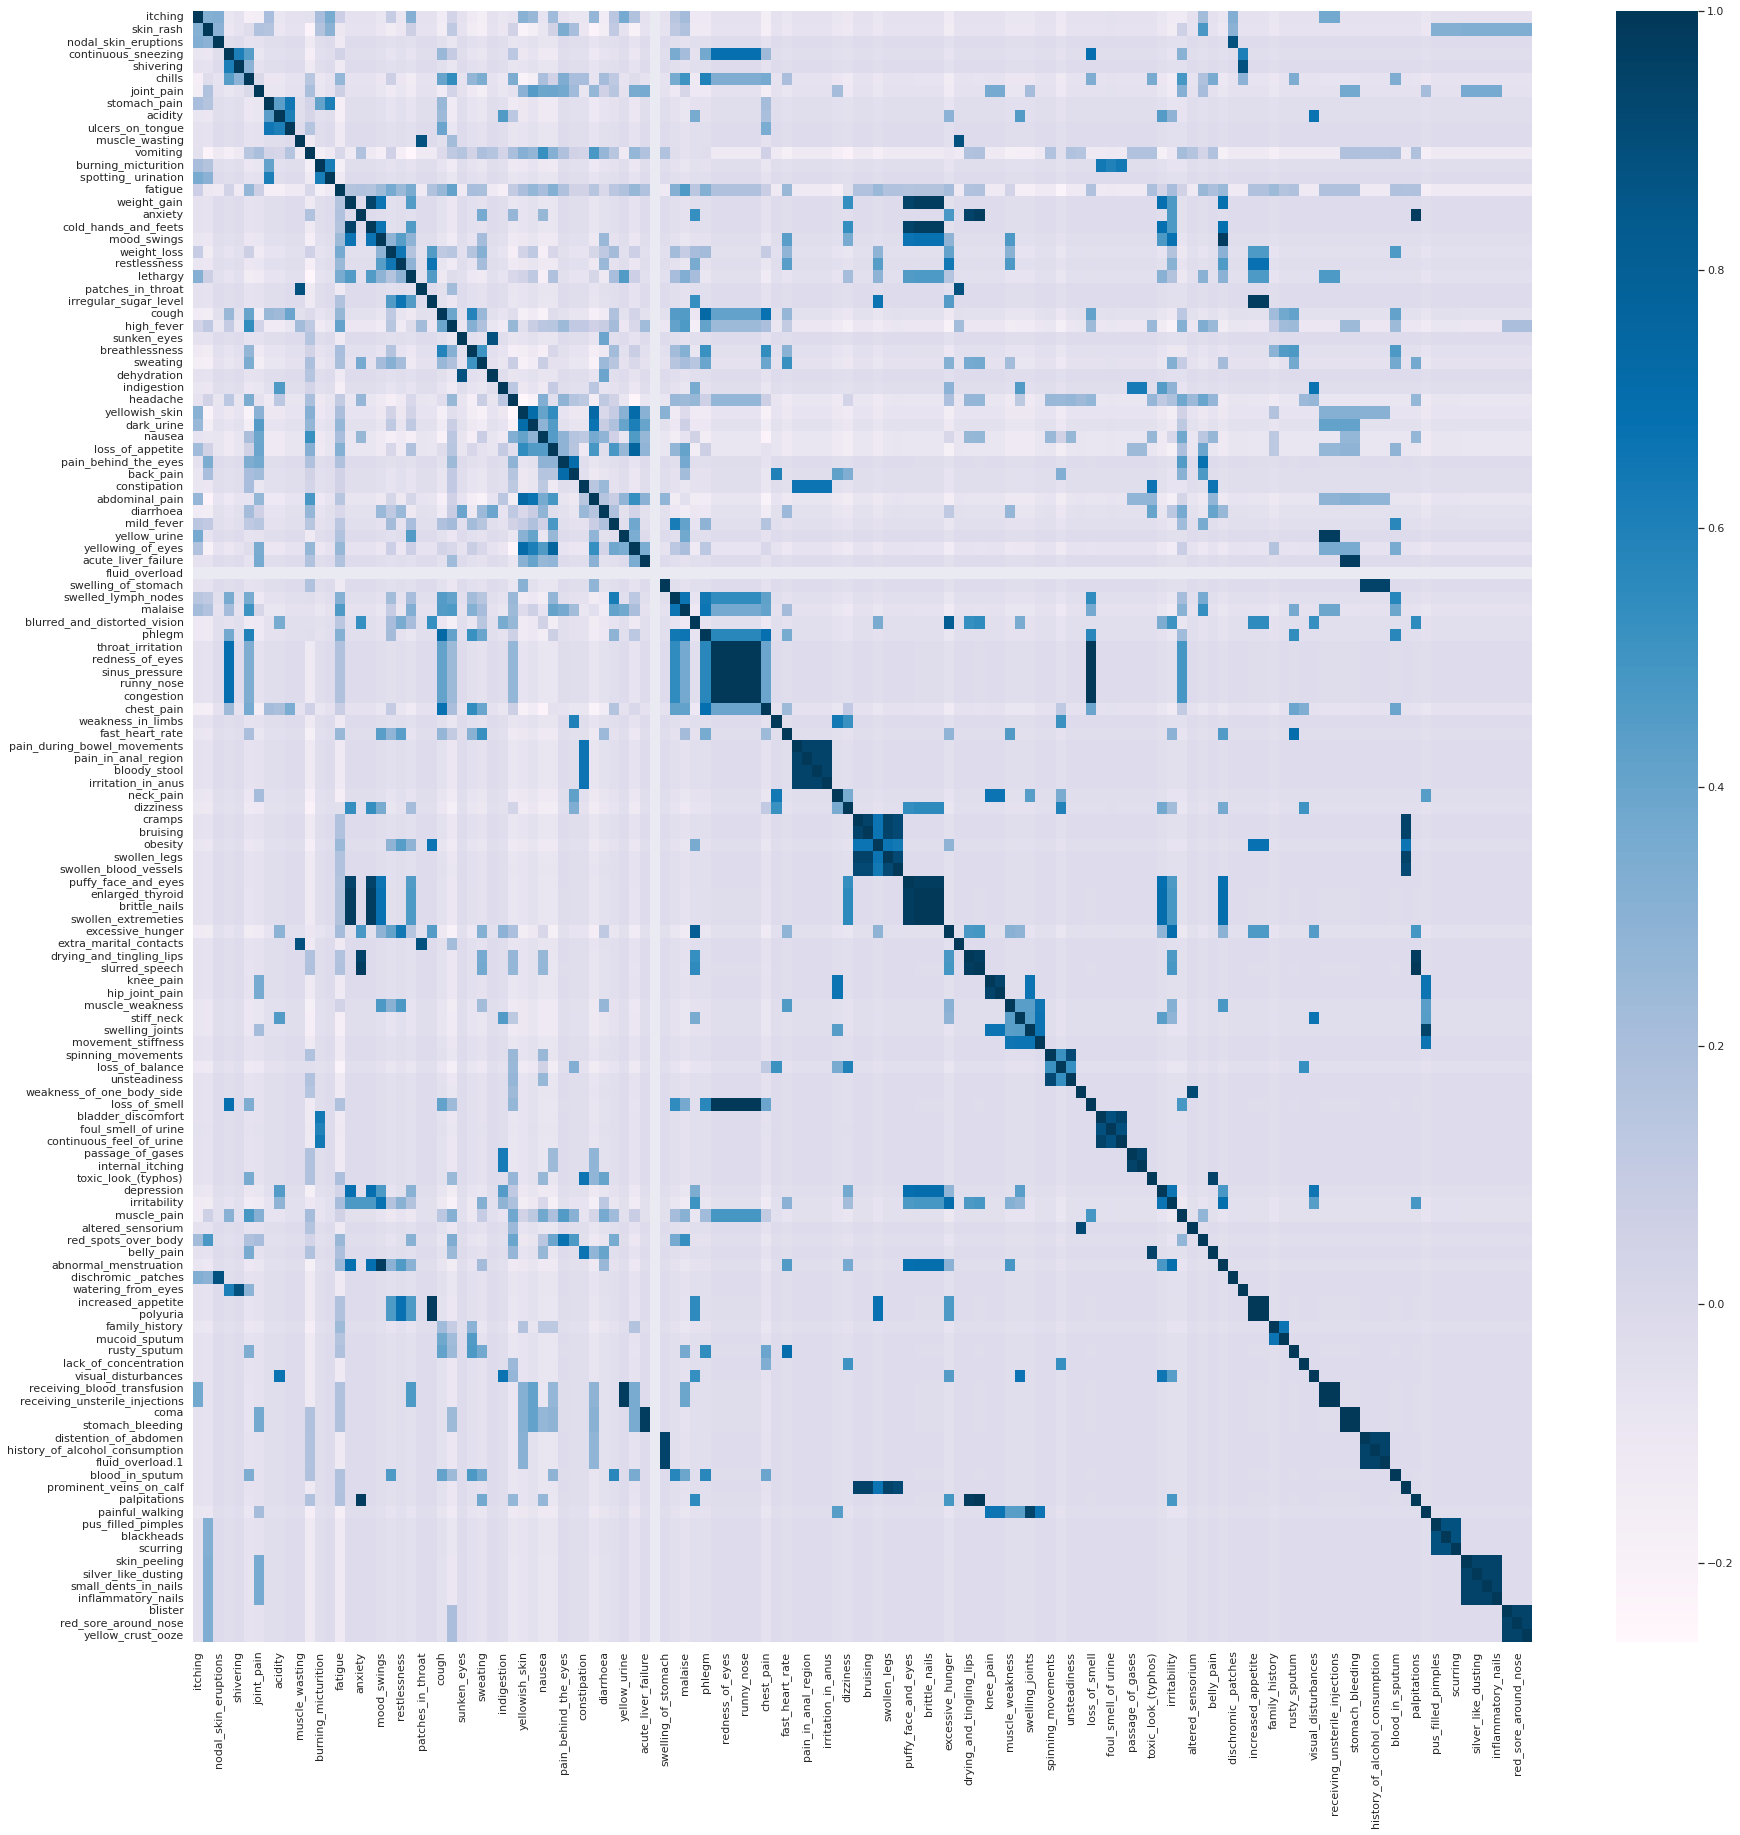 itching
skin_rash
nodal_skin_eruptions
continuous_sneezing
shivering
chills
joint_pain
stomach_pain
acidity
ulcers_on_tongue
muscle_wasting
vomiting
burning_micturition
spotting_ urination
fatigue
weight_gain
anxiety
cold_hands_and_feets
mood_swings
weight_loss
restlessness
lethargy
patches_in_throat
irregular_sugar_level
cough
high_fever
sunken_eyes
breathlessness
sweating
dehydration
indigestion
headache
yellowish_skin
dark_urine
nausea
loss_of_appetite
pain_behind_the_eyes
back_pain
constipation
abdominal_pain
diarrhoea
mild_fever
yellow_urine
yellowing_of_eyes
acute_liver_failure
fluid_overload
swelling_of_stomach
swelled_lymph_nodes
malaise
blurred_and_distorted_vision
phlegm
throat_irritation
redness_of_eyes
sinus_pressure
runny_nose
congestion
chest_pain
weakness_in_limbs
fast_heart_rate
pain_during_bowel_movements
pain_in_anal_region
bloody_stool
irritation_in_anus
neck_pain
dizziness
cramps
bruising
obesity
swollen_legs
swollen_blood_vessels
puffy_face_and_eyes
enlarged_thyroid
brittle_nails
swollen_extremeties
excessive_hunger
extra_marital_contacts
drying_and_tingling_lips
slurred_speech
knee_pain
hip_joint_pain
muscle_weakness
stiff_neck
swelling_joints
movement_stiffness
spinning_movements
loss_of_balance
unsteadiness
weakness_of_one_body_side
loss_of_smell
bladder_discomfort
foul_smell_of urine
continuous_feel_of_urine
passage_of_gases
internal_itching
toxic_look_(typhos)
depression
irritability
muscle_pain
altered_sensorium
red_spots_over_body
belly_pain
abnormal_menstruation
dischromic _patches
watering_from_eyes
increased_appetite
polyuria
family_history
mucoid_sputum
rusty_sputum
lack_of_concentration
visual_disturbances
receiving_blood_transfusion
receiving_unsterile_injections
coma
stomach_bleeding
distention_of_abdomen
history_of_alcohol_consumption
fluid_overload.1
blood_in_sputum
prominent_veins_on_calf
palpitations
painful_walking
pus_filled_pimples
blackheads
scurring
skin_peeling
silver_like_dusting
small_dents_in_nails
inflammatory_nails
blister
red_sore_around_nose
yellow_crust_ooze
itching
nodal_skin_eruptions
shivering
joint_pain
acidity
muscle_wasting
burning_micturition
fatigue
anxiety
mood_swings
restlessness
patches_in_throat
cough
sunken_eyes
sweating
indigestion
yellowish_skin
nausea
pain_behind_the_eyes
constipation
diarrhoea
yellow_urine
acute_liver_failure
swelling_of_stomach
malaise
phlegm
redness_of_eyes
runny_nose
chest_pain
fast_heart_rate
pain_in_anal_region
irritation_in_anus
dizziness
bruising
swollen_legs
puffy_face_and_eyes
brittle_nails
excessive_hunger
drying_and_tingling_lips
knee_pain
muscle_weakness
swelling_joints
spinning_movements
unsteadiness
loss_of_smell
foul_smell_of urine
passage_of_gases
toxic_look_(typhos)
irritability
altered_sensorium
belly_pain
dischromic _patches
increased_appetite
family_history
rusty_sputum
visual_disturbances
receiving_unsterile_injections
stomach_bleeding
history_of_alcohol_consumption
blood_in_sputum
palpitations
pus_filled_pimples
scurring
silver_like_dusting
inflammatory_nails
red_sore_around_nose
1.0
0.8
0.6
0.4
0.2
0.0
−0.2